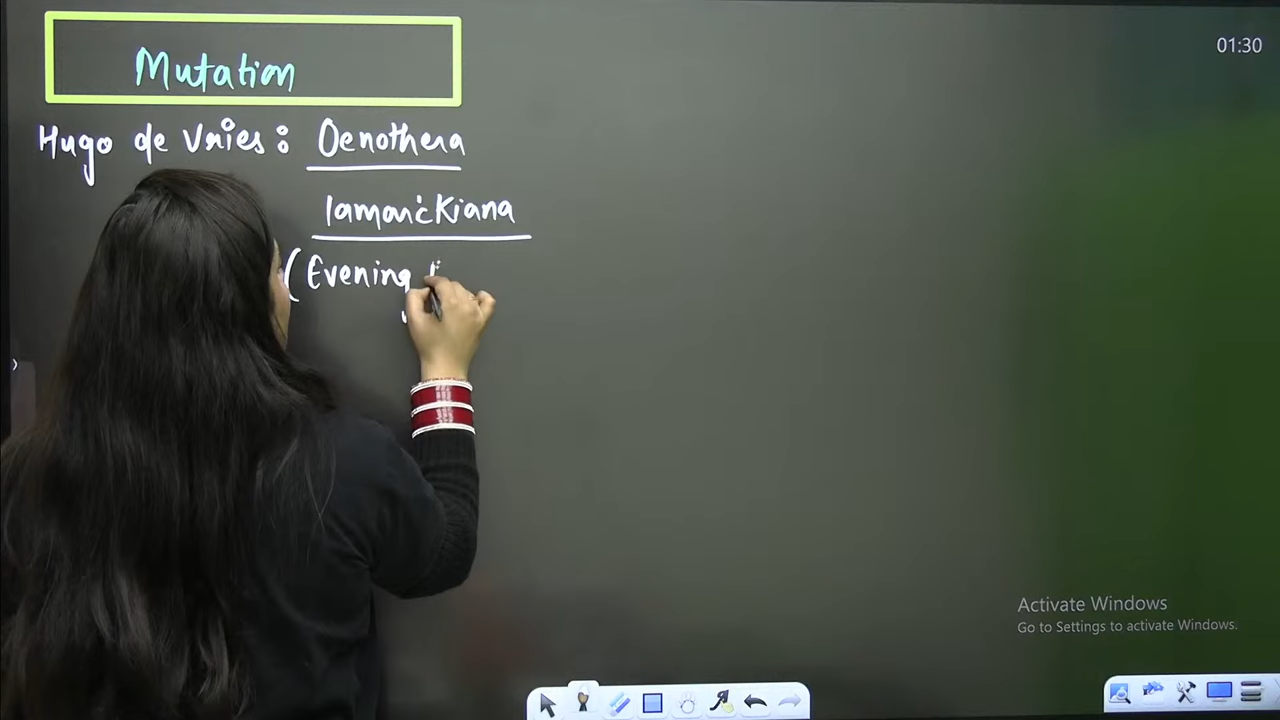 Mutation
01:30
Hugo de Vries : Oenothera
lamarckiana
(Evening
Activate Windows
Go to Settings to activate Windows.